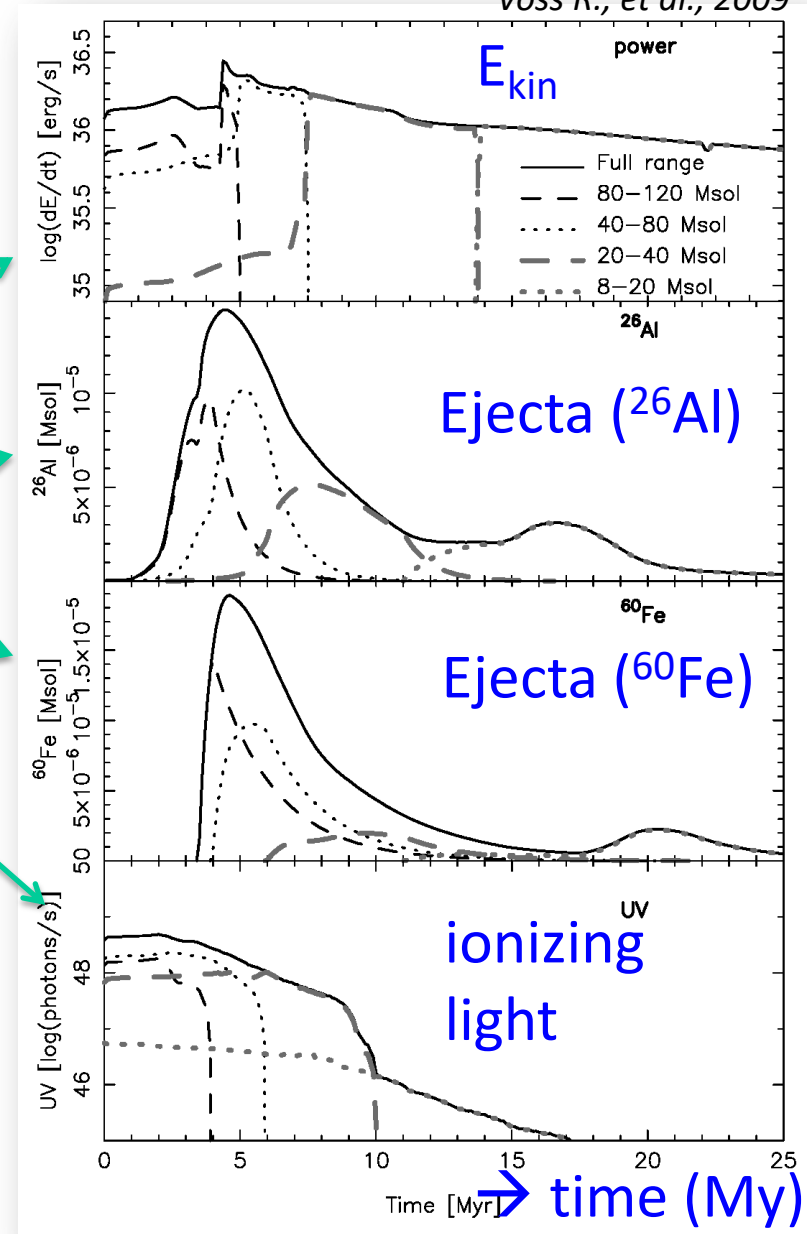 Voss R., et al., 2009
power
E_kin
36.5
36
35.5
35
log(dE/dt) [erg/s]
Full range
80–120 Msol
40–80 Msol
20–40 Msol
8–20 Msol
²⁶Al
Ejecta (²⁶Al)
10⁻⁵
5×10⁻⁶
²⁶Al [Msol]
⁶⁰Fe
Ejecta (⁶⁰Fe)
1.5×10⁻⁵
10⁻⁵
5×10⁻⁶
0
⁶⁰Fe [Msol]
UV
ionizing
light
50
48
46
UV [log(photons/s)]
0 5 10 15 20 25
Time [Myr]
→ time (My)